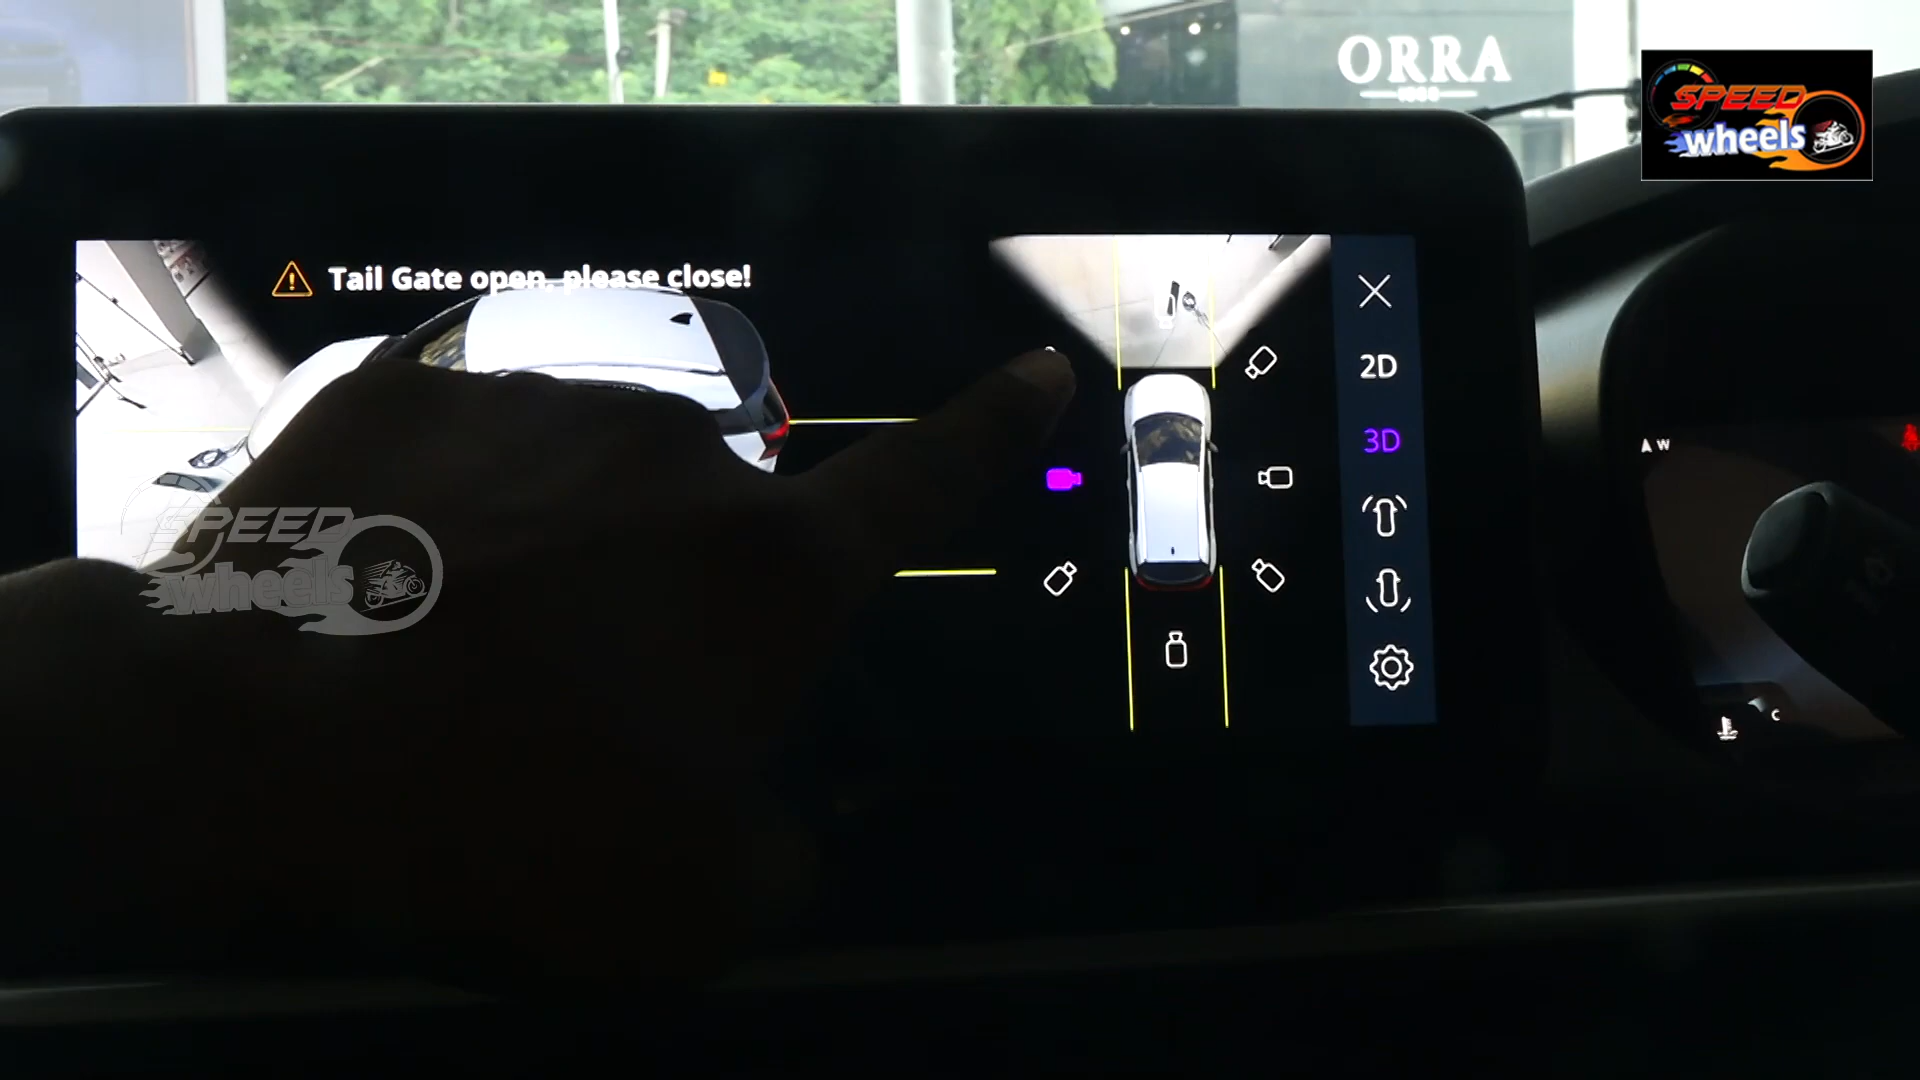 ORRA
SPEED
wheels
Tail Gate open, please close!
2D
3D
W
SPEED
wheels
C